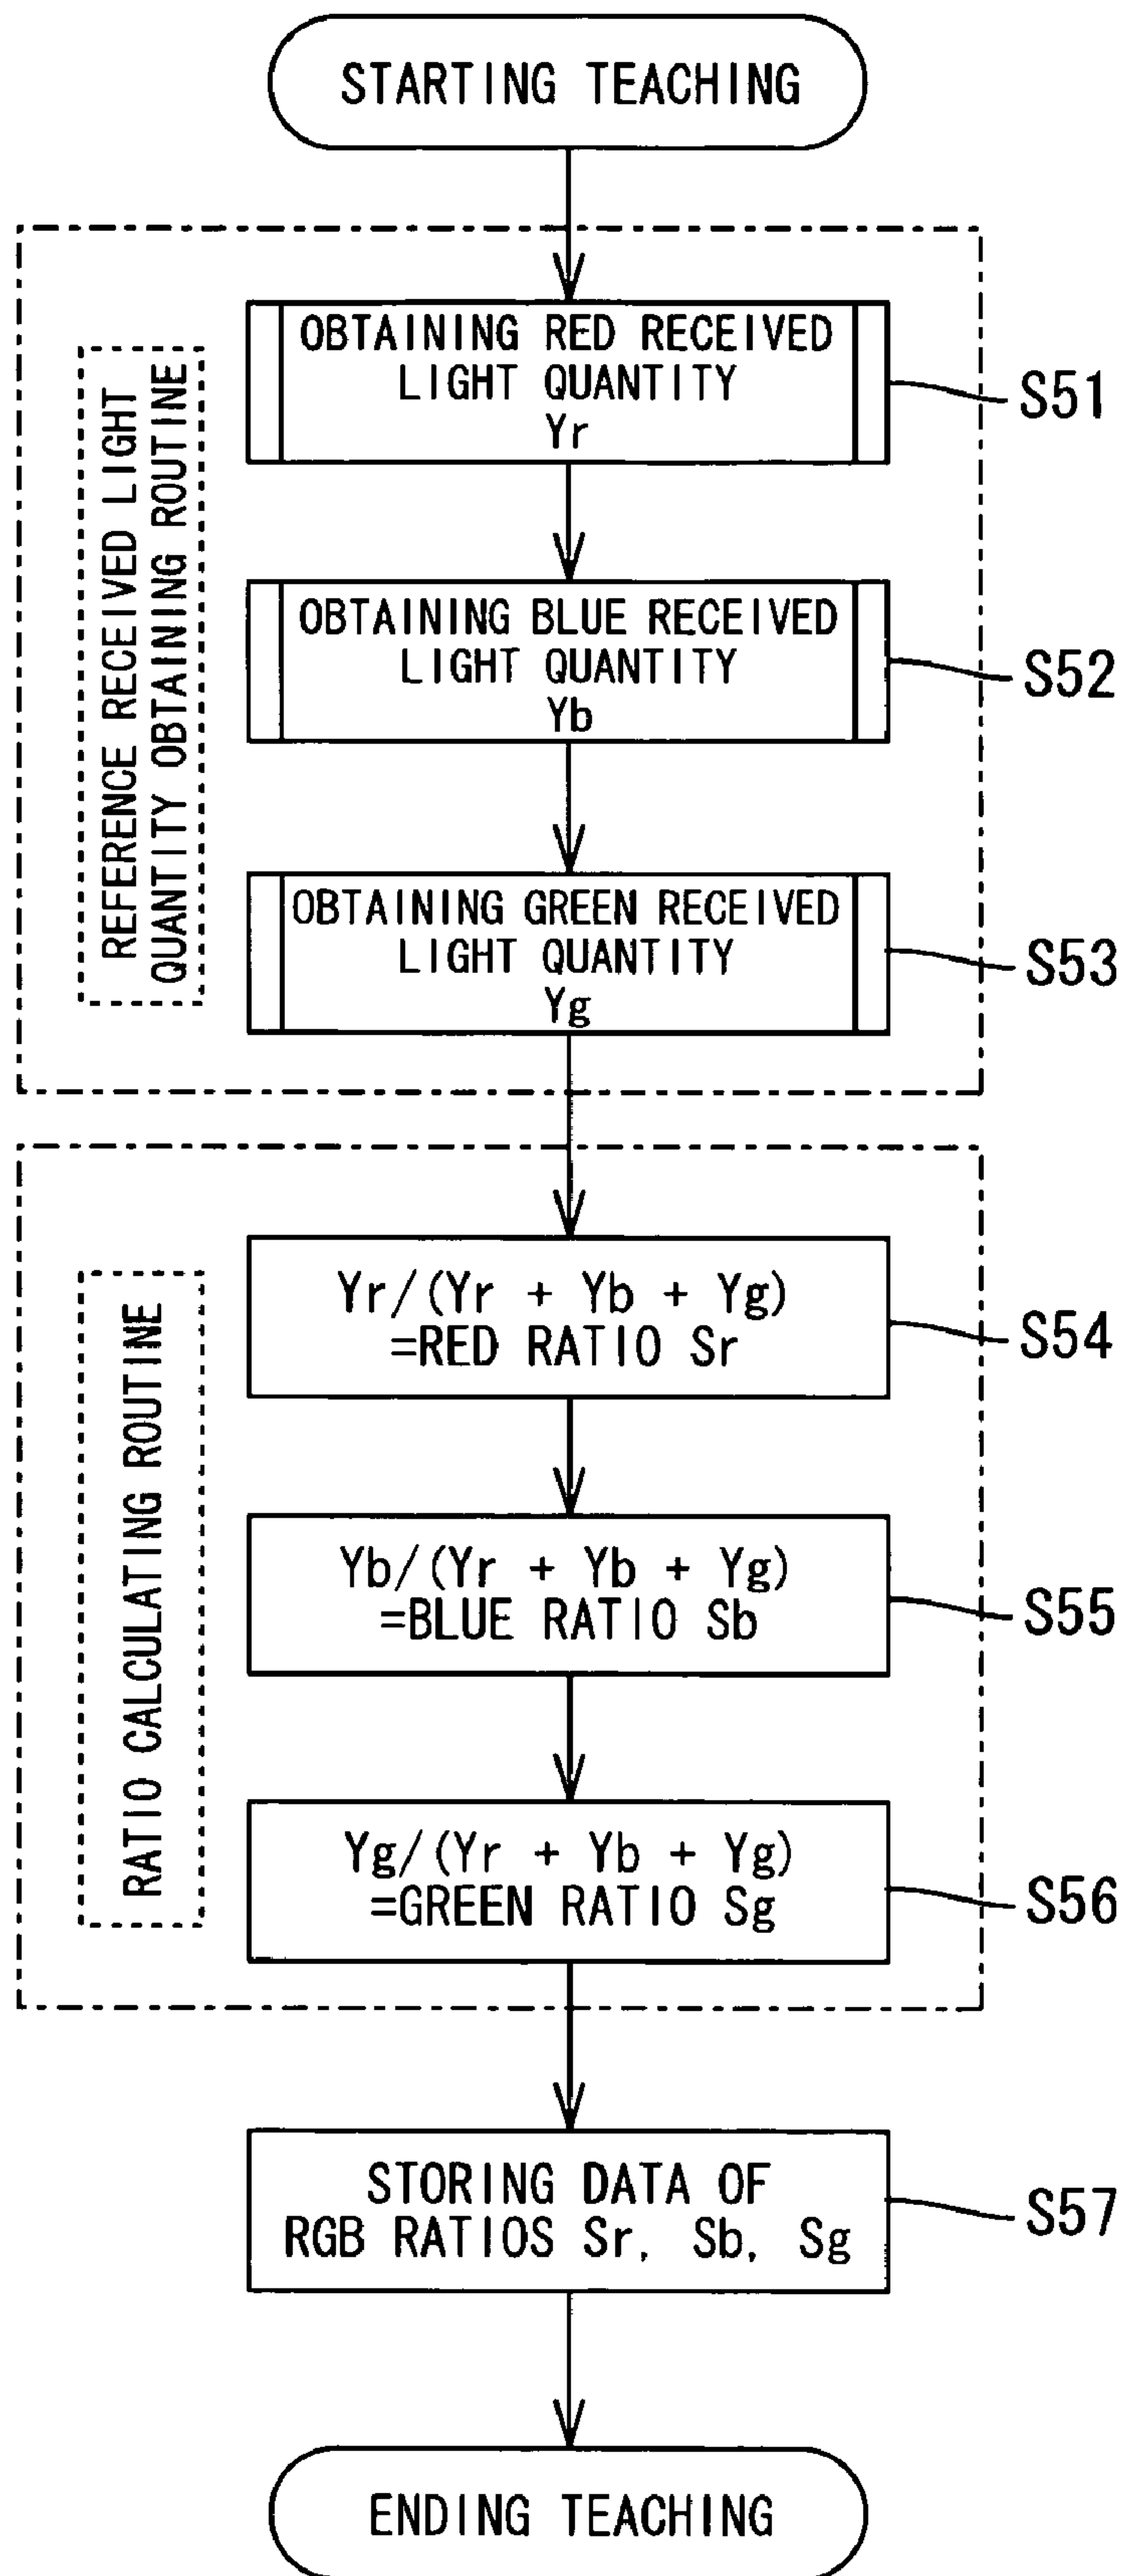 STARTING TEACHING
REFERENCE RECEIVED LIGHT
QUANTITY OBTAINING ROUTINE
OBTAINING RED RECEIVED
LIGHT QUANTITY
Yr
S51
OBTAINING BLUE RECEIVED
LIGHT QUANTITY
Yb
S52
OBTAINING GREEN RECEIVED
LIGHT QUANTITY
Yg
S53
RATIO CALCULATING ROUTINE
Yr/(Yr + Yb + Yg)
=RED RATIO Sr
S54
Yb/(Yr + Yb + Yg)
=BLUE RATIO Sb
S55
Yg/(Yr + Yb + Yg)
=GREEN RATIO Sg
S56
STORING DATA OF
RGB RATIOS Sr, Sb, Sg
S57
ENDING TEACHING